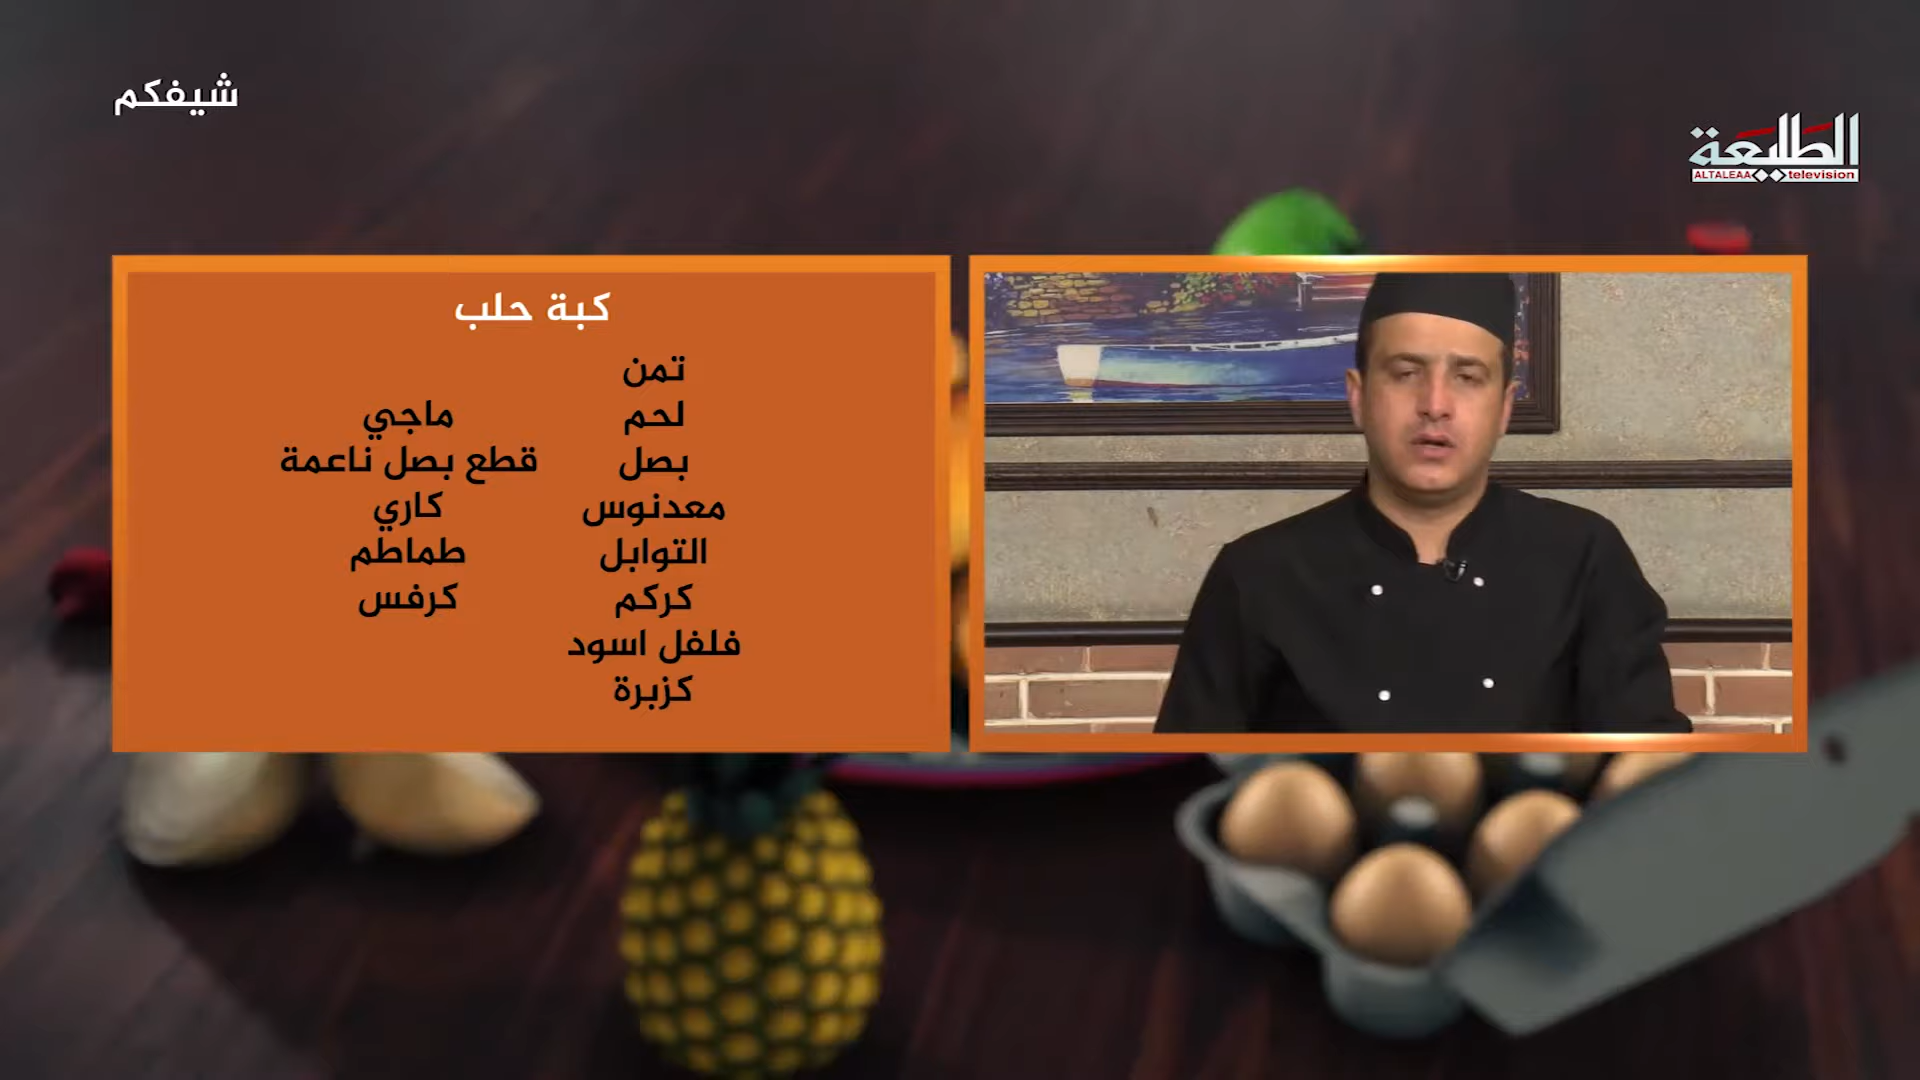 شيفكم
الطليعة
ALTALEAA television
كبة حلب
تمن
لحم
بصل
معدنوس
التوابل
كركم
فلفل اسود
كزبرة
ماجي
قطع بصل ناعمة
كاري
طماطم
كرفس